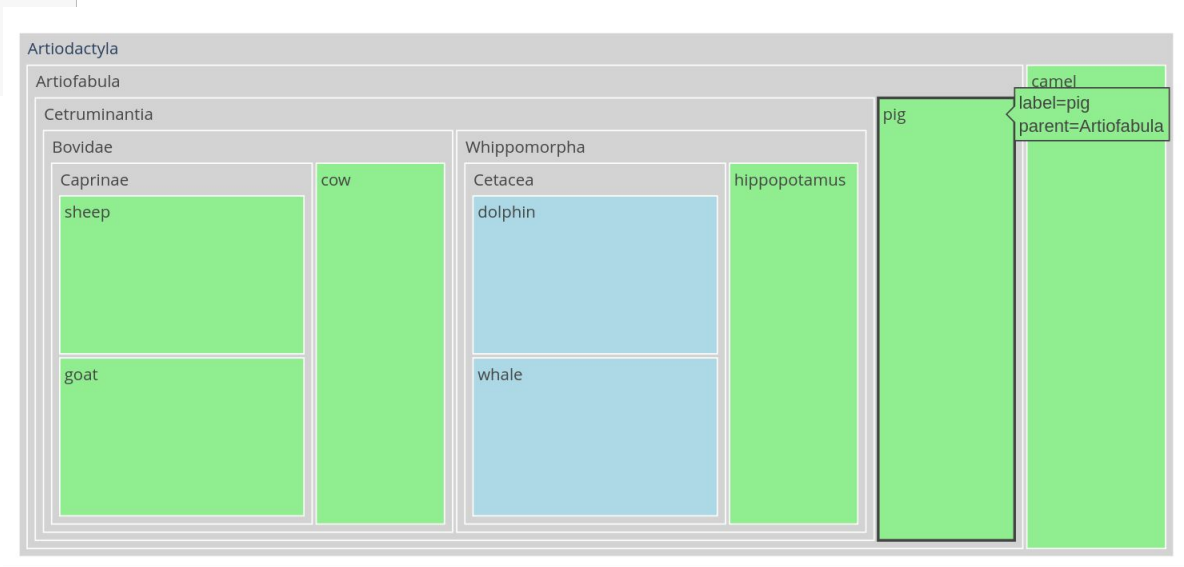 Artiodactyla
Artiofabula
camel
label=pig
parent=Artiofabula
Cetruminantia
pig
Bovidae
Whippomorpha
Caprinae
cow
Cetacea
hippopotamus
sheep
dolphin
goat
whale